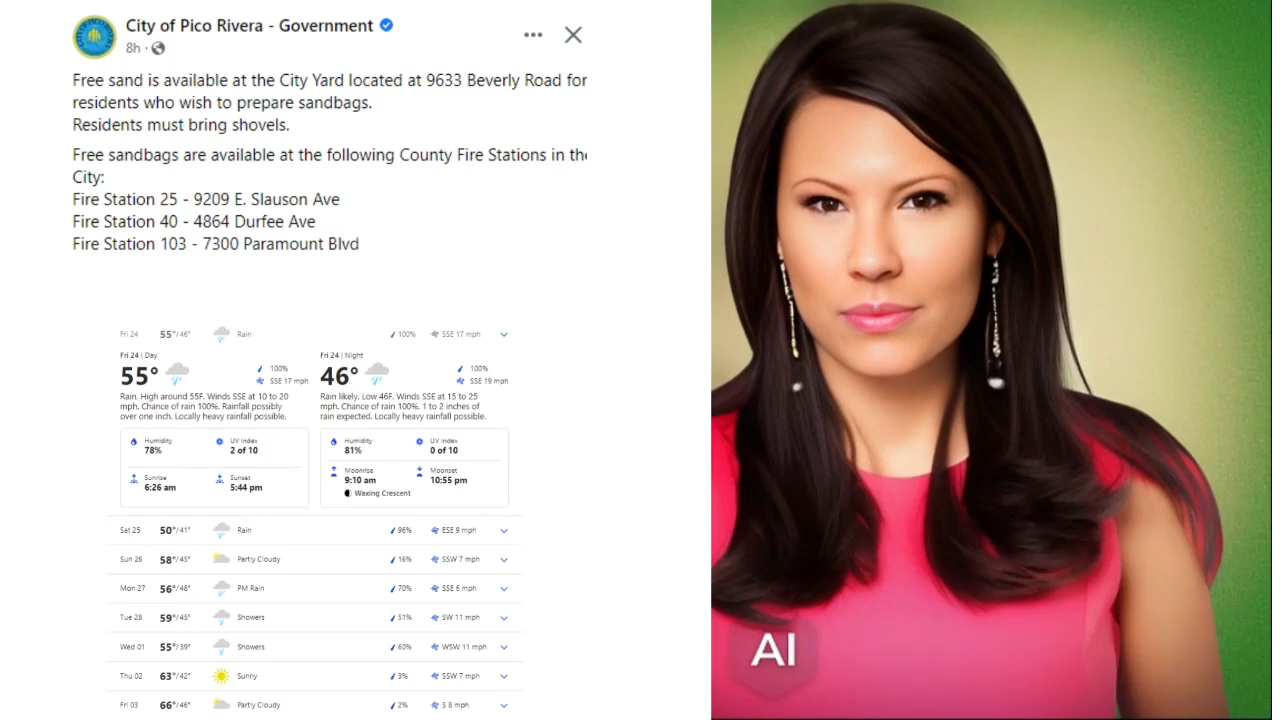 City of Pico Rivera - Government
8h ·
Free sand is available at the City Yard located at 9633 Beverly Road for
residents who wish to prepare sandbags.
Residents must bring shovels.
Free sandbags are available at the following County Fire Stations in the
City:
Fire Station 25 - 9209 E. Slauson Ave
Fire Station 40 - 4864 Durfee Ave
Fire Station 103 - 7300 Paramount Blvd
Fri 24 55°/46° Rain 100% SSE 17 mph
Fri 24 | Day
55° 100%
SSE 17 mph
Rain. High around 55F. Winds SSE at 10 to 20
mph. Chance of rain 100%. Rainfall possibly
over one inch. Locally heavy rainfall possible.
Humidity UV Index
78% 2 of 10
Sunrise Sunset
6:26 am 5:44 pm
Fri 24 | Night
46° 100%
SSE 19 mph
Rain likely. Low 46F. Winds SSE at 15 to 25
mph. Chance of rain 100%. 1 to 2 inches of
rain expected. Locally heavy rainfall possible.
Humidity UV Index
81% 0 of 10
Moonrise Moonset
9:10 am 10:55 pm
Waxing Crescent
Sat 25 50°/41° Rain 96% ESE 9 mph
Sun 26 58°/45° Partly Cloudy 16% SSW 7 mph
Mon 27 56°/48° PM Rain 70% SSE 6 mph
Tue 28 59°/45° Showers 51% SW 11 mph
Wed 01 55°/39° Showers 60% WSW 11 mph
Thu 02 63°/42° Sunny 3% SSW 7 mph
Fri 03 66°/46° Partly Cloudy 2% S 8 mph
AI